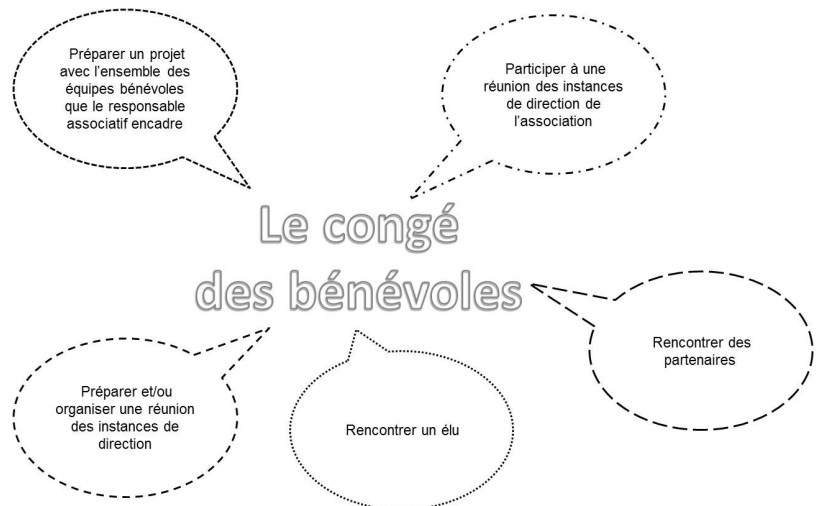 Préparer un projet
avec l'ensemble des
équipes bénévoles
que le responsable
associatif encadre
Participer à une
réunion des instances
de direction de
l'association
Le congé
des bénévoles
Rencontrer des
partenaires
Préparer et/ou
organiser une réunion
des instances de
direction
Rencontrer un élu